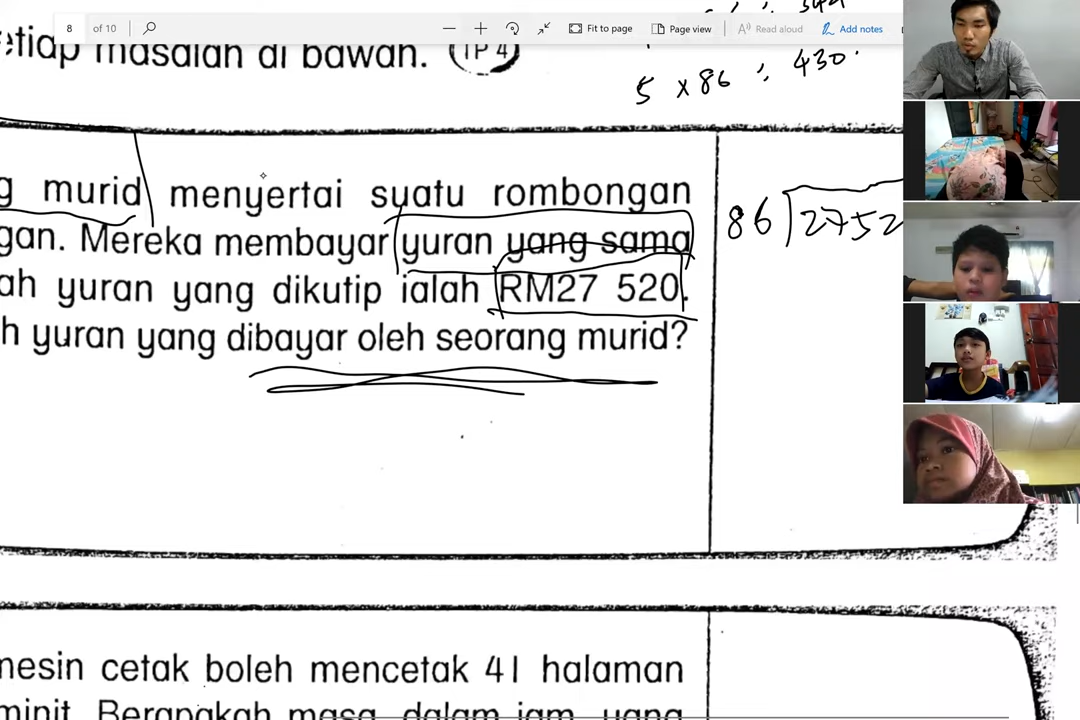 8 of 10 Fit to page Page view Read aloud Add notes
etiap masalah di bawah. TP 4
344
5 x 86 : 430
g murid menyertai suatu rombongan
gan. Mereka membayar yuran yang sama
ah yuran yang dikutip ialah RM27 520.
h yuran yang dibayar oleh seorang murid?
86 2752
mesin cetak boleh mencetak 41 halaman
minit. Berapakah masa, dalam jam, yang